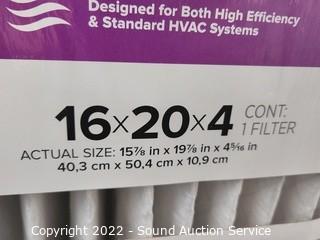 Designed for Both High Efficiency
& Standard HVAC Systems
16x20x4 CONT:
1 FILTER
ACTUAL SIZE: 15⅞ in x 19⅞ in x 45⁄16 in
40,3 cm x 50,4 cm x 10,9 cm
Copyright 2022 - Sound Auction Service